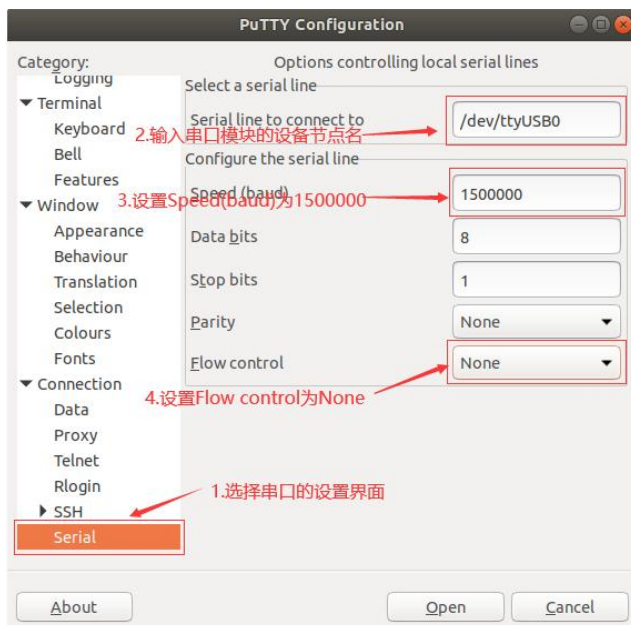 PuTTY Configuration
Category:
Logging
Terminal
Keyboard
Bell
Features
Window
Appearance
Behaviour
Translation
Selection
Colours
Fonts
Connection
Data
Proxy
Telnet
Rlogin
SSH
Serial
Options controlling local serial lines
Select a serial line
Serial line to connect to
/dev/ttyUSB0
2.输入串口模块的设备节点名
Configure the serial line
Speed (baud)
1500000
3.设置Speed(baud)为1500000
Data bits
8
Stop bits
1
Parity
None
Flow control
None
4.设置Flow control为None
1.选择串口的设置界面
About
Open
Cancel